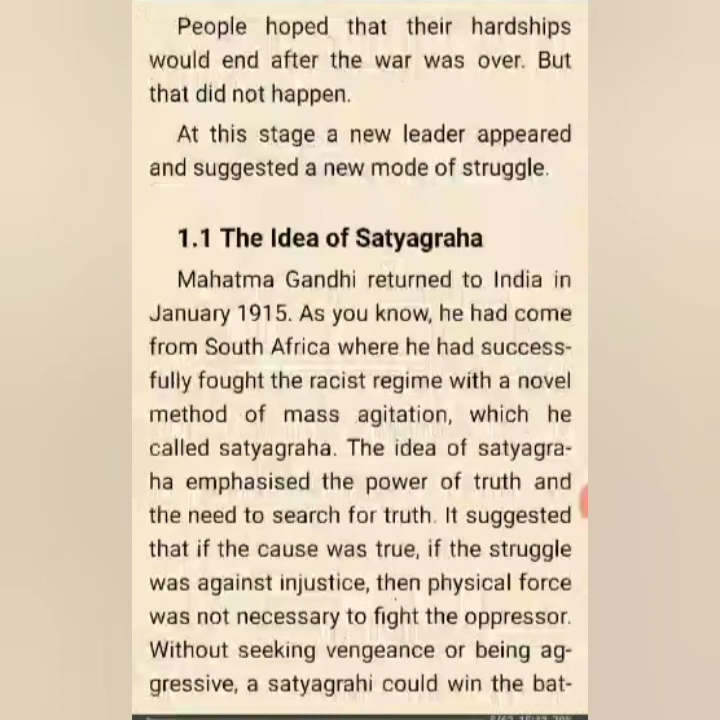 People hoped that their hardships
would end after the war was over. But
that did not happen.
At this stage a new leader appeared
and suggested a new mode of struggle.
1.1 The Idea of Satyagraha
Mahatma Gandhi returned to India in
January 1915. As you know, he had come
from South Africa where he had success-
fully fought the racist regime with a novel
method of mass agitation, which he
called satyagraha. The idea of satyagra-
ha emphasised the power of truth and
the need to search for truth. It suggested
that if the cause was true, if the struggle
was against injustice, then physical force
was not necessary to fight the oppressor.
Without seeking vengeance or being ag-
gressive, a satyagrahi could win the bat-